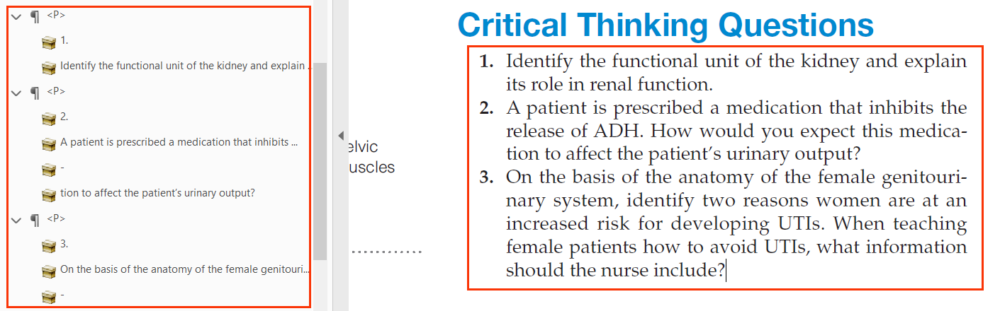 <P>
1.
Identify the functional unit of the kidney and explain ...
<P>
2.
A patient is prescribed a medication that inhibits ...
-
tion to affect the patient’s urinary output?
<P>
3.
On the basis of the anatomy of the female genitouri...
-
elvic
uscles
Critical Thinking Questions
1. Identify the functional unit of the kidney and explain
its role in renal function.
2. A patient is prescribed a medication that inhibits the
release of ADH. How would you expect this medica-
tion to affect the patient’s urinary output?
3. On the basis of the anatomy of the female genitouri-
nary system, identify two reasons women are at an
increased risk for developing UTIs. When teaching
female patients how to avoid UTIs, what information
should the nurse include?